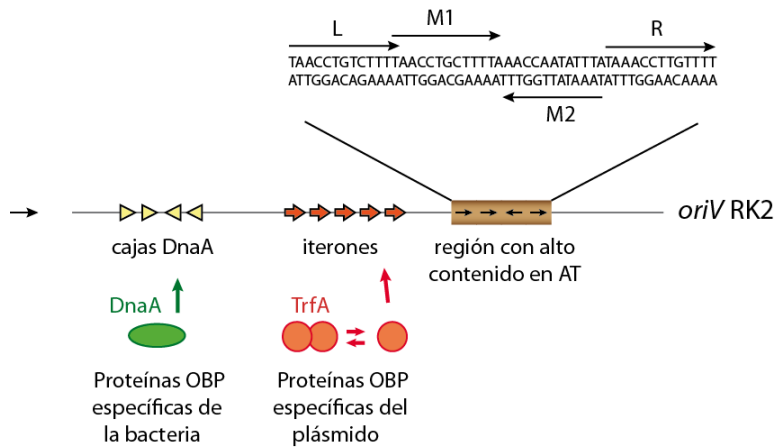 L M1 R
TAACCTGTCTTTTAACCTGCTTTTAAACCAATATTTATAAACCTTGTTTT
ATTGGACAGAAAATTGGACGAAAATTTGGTTATAAATATTTGGAACAAAA
M2
oriV RK2
cajas DnaA
iterones
región con alto
contenido en AT
DnaA
TrfA
Proteínas OBP
específicas de
la bacteria
Proteínas OBP
específicas del
plásmido